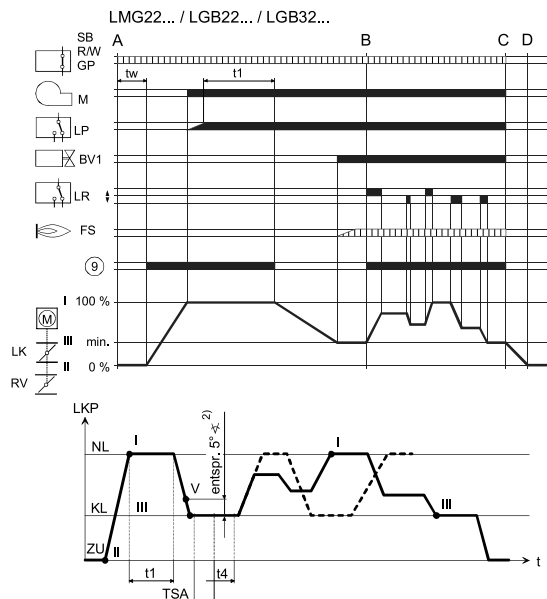 LMG22... / LGB22... / LGB32...
SB
R/W
GP
A B C D
tw t1
M
LP
BV1
LR
FS
9
I 100 %
M
III min.
LK
II 0 %
RV
LKP
NL I I
entspr. 5° ∢ 2)
V
KL III III
ZU II
t
t1 t4
TSA